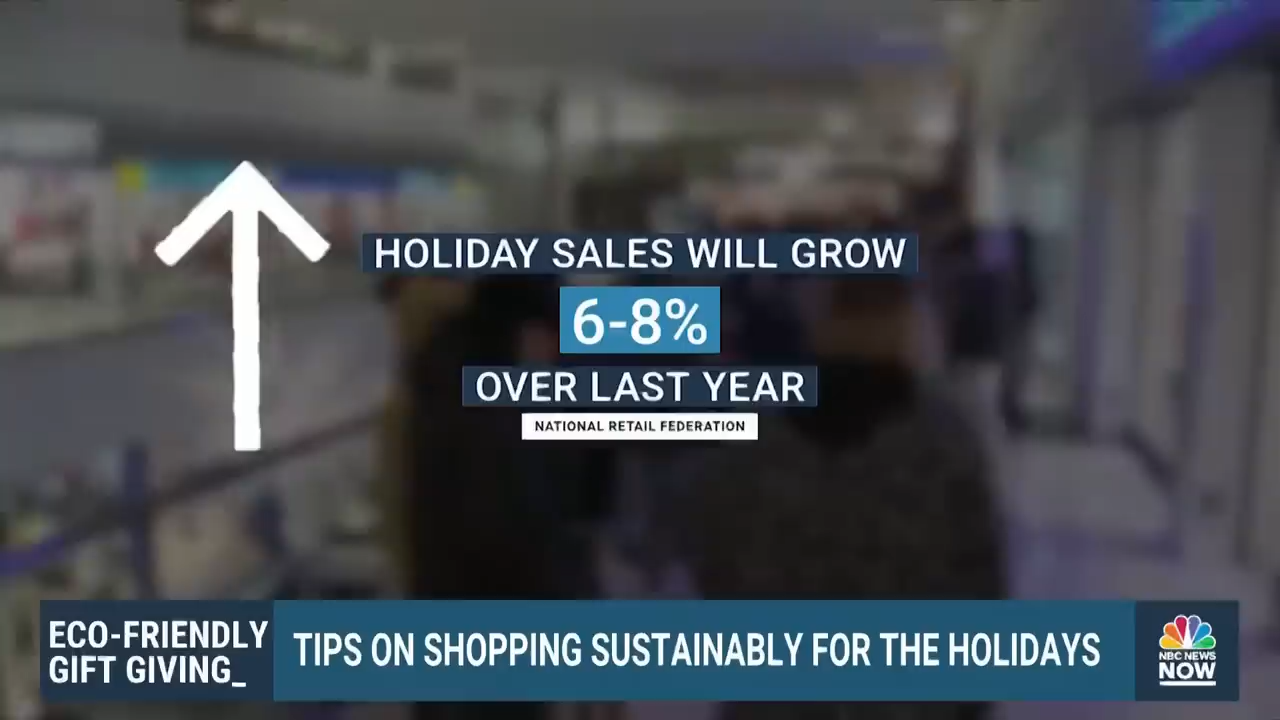 HOLIDAY SALES WILL GROW
6-8%
OVER LAST YEAR
NATIONAL RETAIL FEDERATION
ECO-FRIENDLY
GIFT GIVING_
TIPS ON SHOPPING SUSTAINABLY FOR THE HOLIDAYS
NBC NEWS
NOW